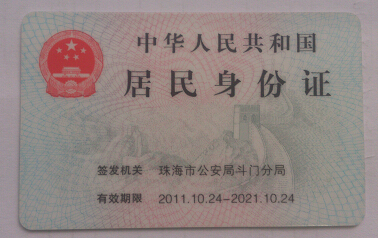 中华人民共和国
居民身份证
签发机关 珠海市公安局斗门分局
有效期限 2011.10.24-2021.10.24